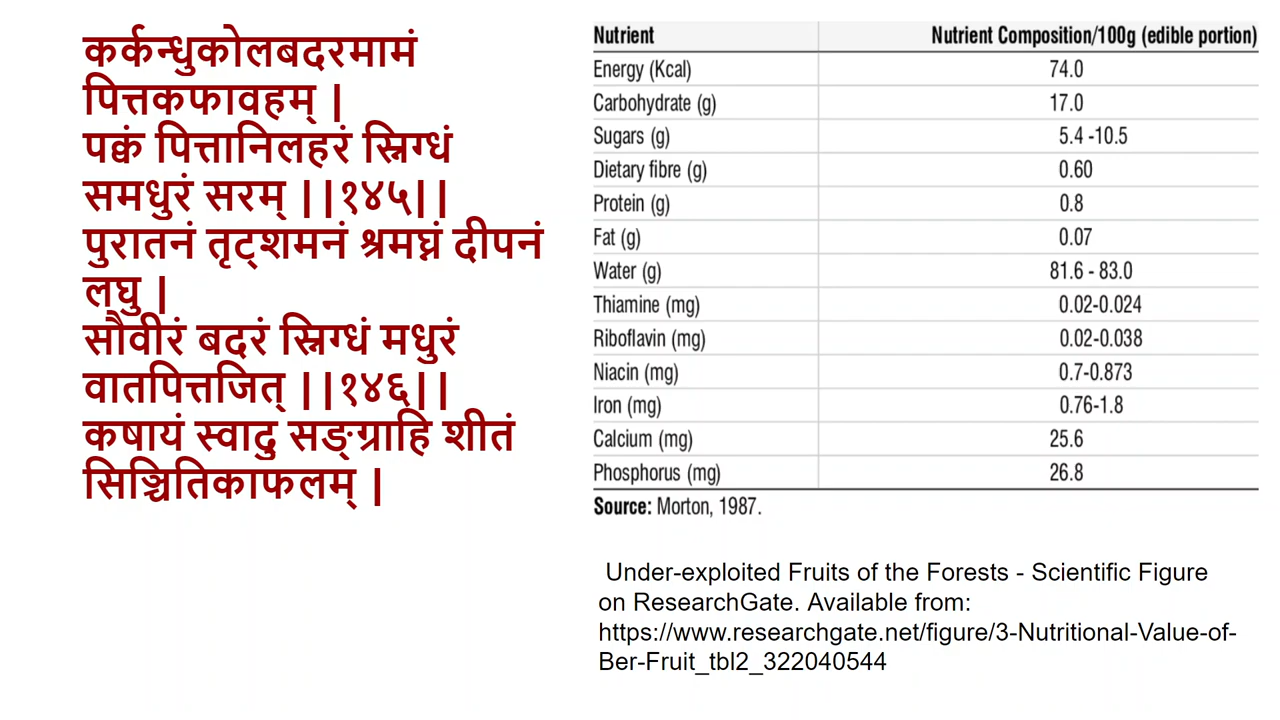 कर्कन्धुकोलबदरमामं
पित्तकफावहम् |
पक्वं पित्तानिलहरं स्निग्धं
समधुरं सरम् ||१४५||
पुरातनं तृट्शमनं श्रमघ्नं दीपनं
लघु |
सौवीरं बदरं स्निग्धं मधुरं
वातपित्तजित् ||१४६||
कषायं स्वादु सङ्ग्राहि शीतं
सिञ्चितिकाफलम् |
Nutrient Nutrient Composition/100g (edible portion)
Energy (Kcal) 74.0
Carbohydrate (g) 17.0
Sugars (g) 5.4 -10.5
Dietary fibre (g) 0.60
Protein (g) 0.8
Fat (g) 0.07
Water (g) 81.6 - 83.0
Thiamine (mg) 0.02-0.024
Riboflavin (mg) 0.02-0.038
Niacin (mg) 0.7-0.873
Iron (mg) 0.76-1.8
Calcium (mg) 25.6
Phosphorus (mg) 26.8
Source: Morton, 1987.
Under-exploited Fruits of the Forests - Scientific Figure
on ResearchGate. Available from:
https://www.researchgate.net/figure/3-Nutritional-Value-of-
Ber-Fruit_tbl2_322040544